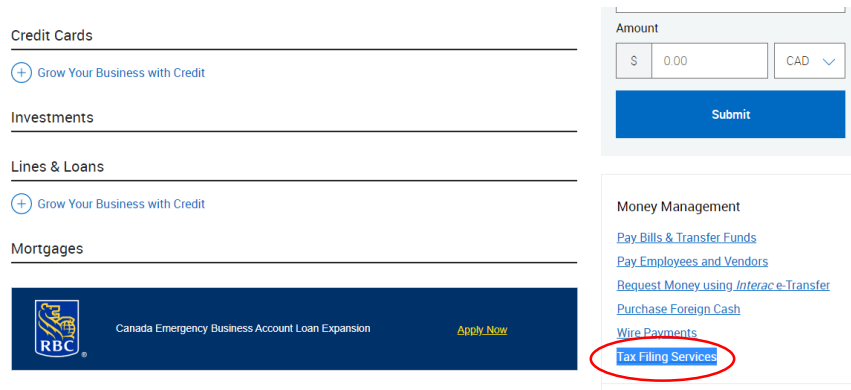 Credit Cards
Grow Your Business with Credit
Investments
Lines & Loans
Grow Your Business with Credit
Mortgages
RBC
®
Canada Emergency Business Account Loan Expansion
Apply Now
Amount
$ 0.00 CAD
Submit
Money Management
Pay Bills & Transfer Funds
Pay Employees and Vendors
Request Money using Interac e-Transfer
Purchase Foreign Cash
Wire Payments
Tax Filing Services